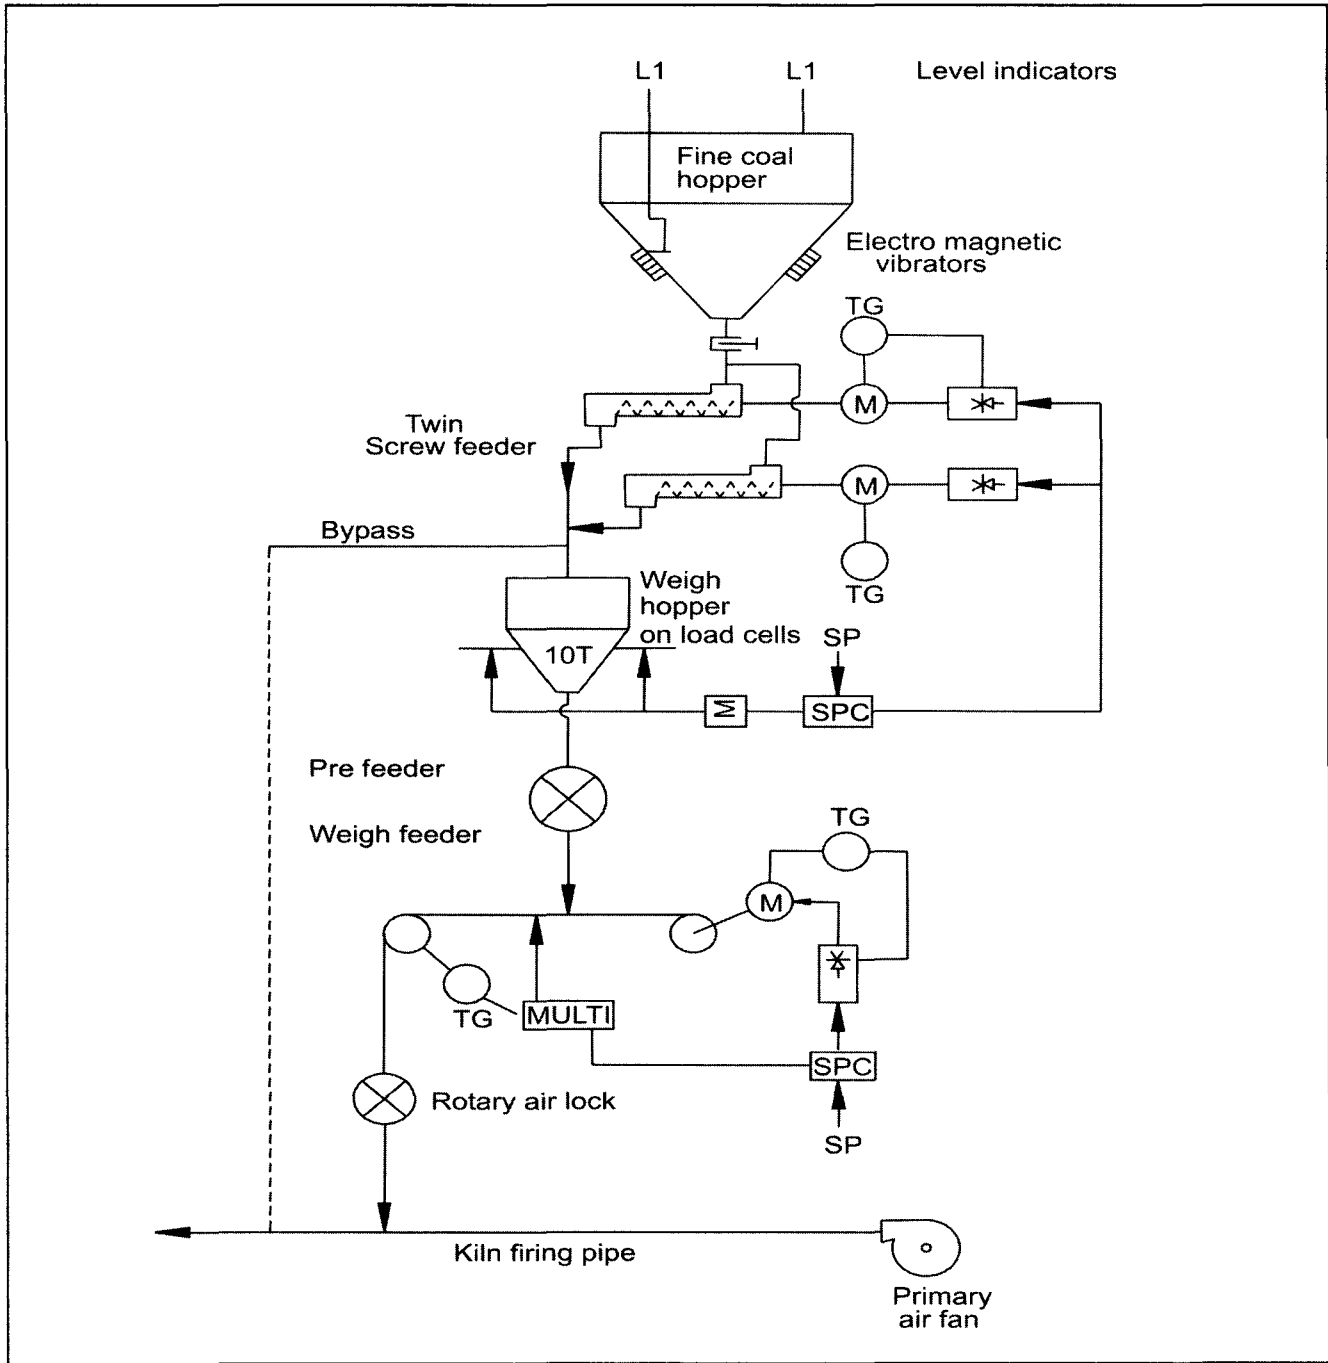 L1
L1
Level indicators
Fine coal
hopper
Electro magnetic
vibrators
TG
M
Twin
Screw feeder
M
Bypass
TG
Weigh
hopper
on load cells
10T
SP
M
SPC
Pre feeder
Weigh feeder
TG
M
TG
MULTI
SPC
Rotary air lock
SP
Kiln firing pipe
Primary
air fan